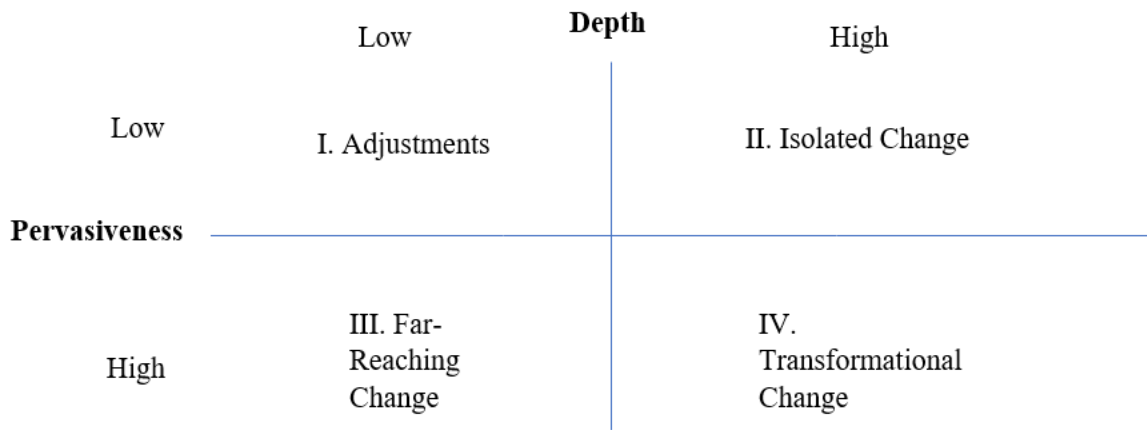 Depth
Low
High
Low
I. Adjustments
II. Isolated Change
Pervasiveness
High
III. Far-
Reaching
Change
IV.
Transformational
Change